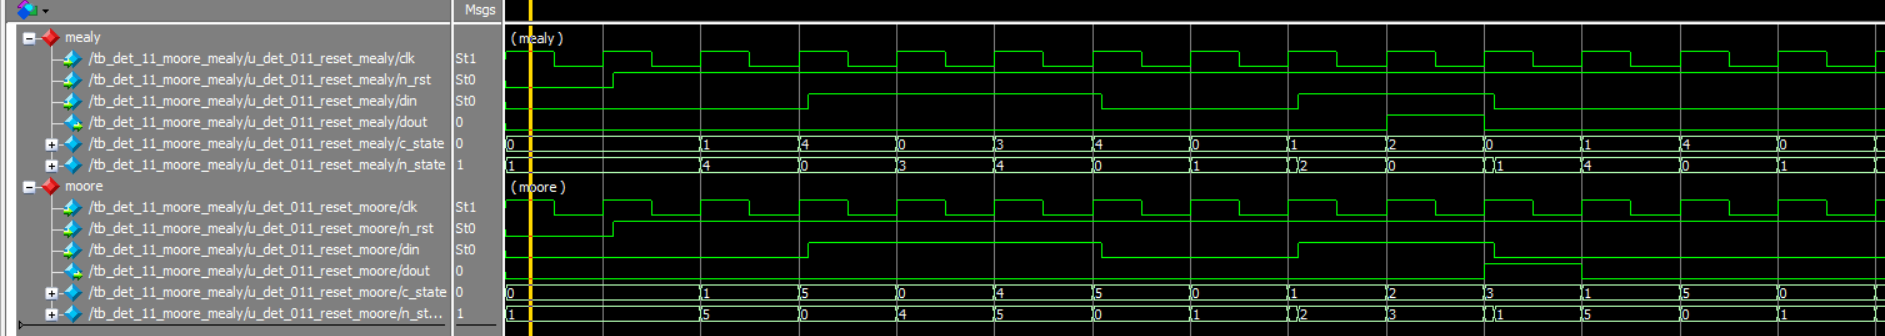 Msgs
mealy ( mealy )
/tb_det_11_moore_mealy/u_det_011_reset_mealy/clk St1
/tb_det_11_moore_mealy/u_det_011_reset_mealy/n_rst St0
/tb_det_11_moore_mealy/u_det_011_reset_mealy/din St0
/tb_det_11_moore_mealy/u_det_011_reset_mealy/dout 0
/tb_det_11_moore_mealy/u_det_011_reset_mealy/c_state 0 0 1 4 0 3 4 0 1 2 0 1 4 0
/tb_det_11_moore_mealy/u_det_011_reset_mealy/n_state 1 1 4 0 3 4 0 1 2 0 1 4 0 1
moore ( moore )
/tb_det_11_moore_mealy/u_det_011_reset_moore/clk St1
/tb_det_11_moore_mealy/u_det_011_reset_moore/n_rst St0
/tb_det_11_moore_mealy/u_det_011_reset_moore/din St0
/tb_det_11_moore_mealy/u_det_011_reset_moore/dout 0
/tb_det_11_moore_mealy/u_det_011_reset_moore/c_state 0 0 1 5 0 4 5 0 1 2 3 1 5 0
/tb_det_11_moore_mealy/u_det_011_reset_moore/n_st... 1 1 5 0 4 5 0 1 2 3 1 5 0 1